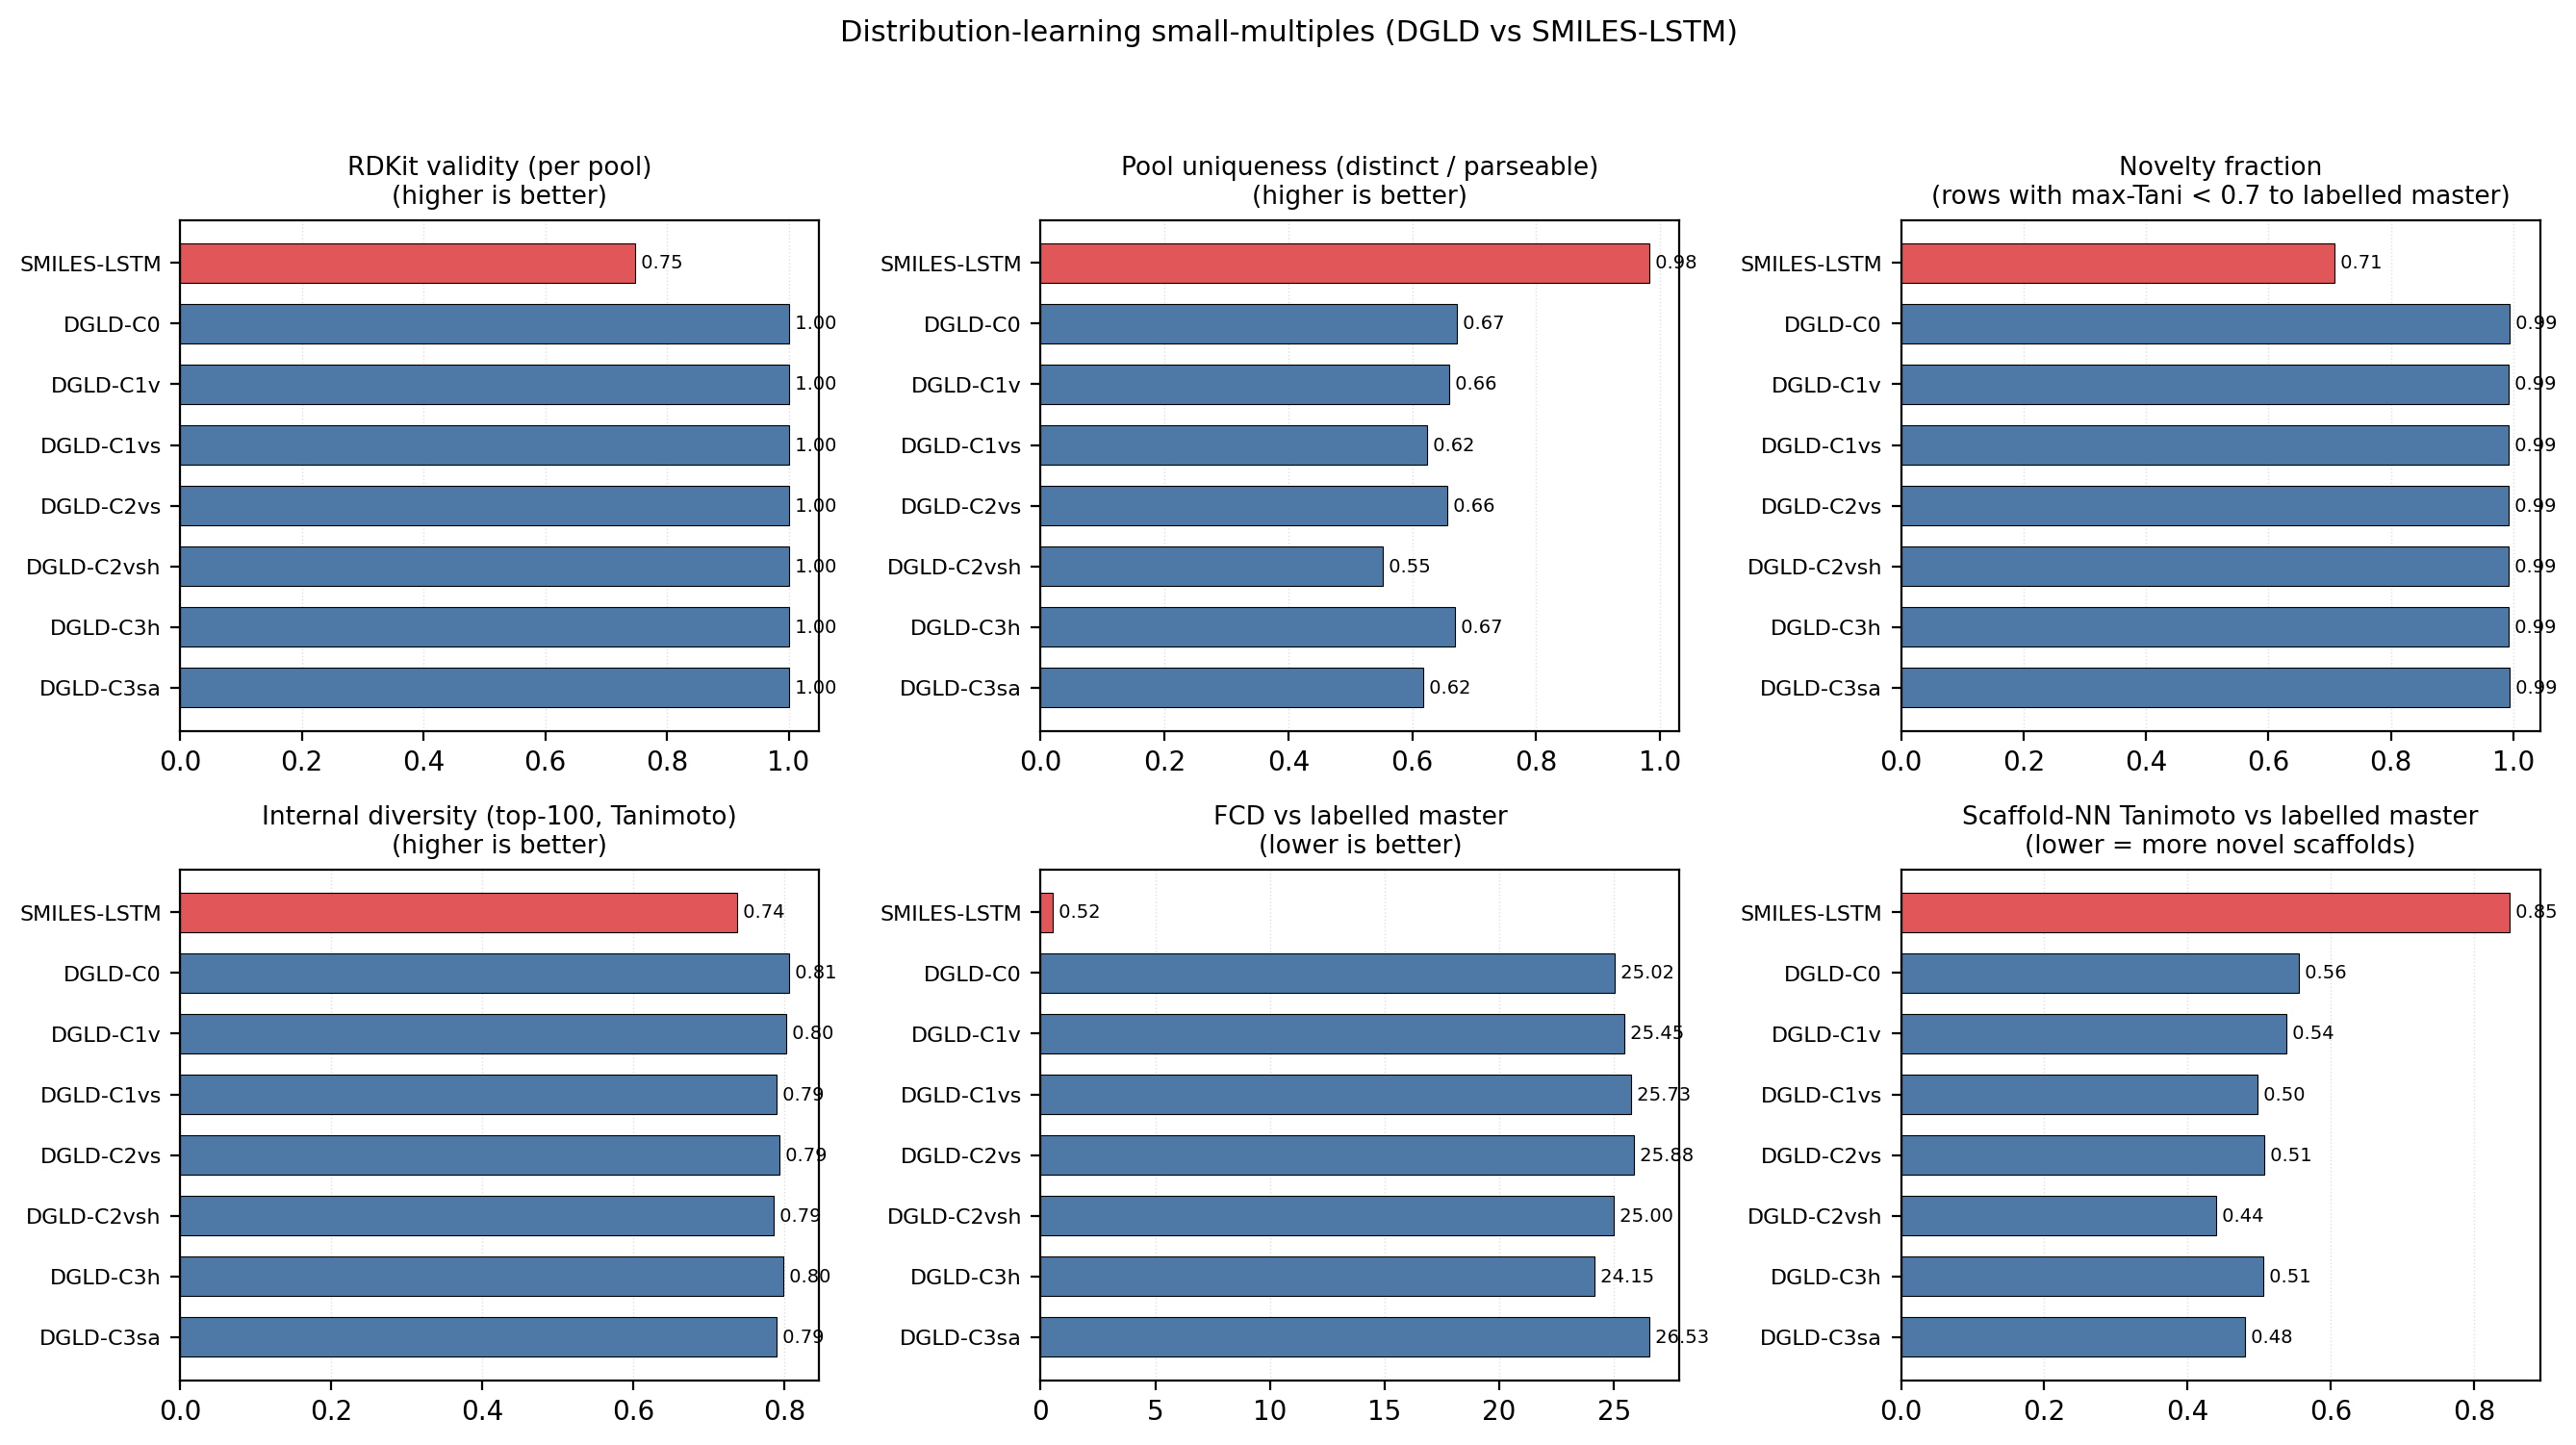 Distribution-learning small-multiples (DGLD vs SMILES-LSTM)
RDKit validity (per pool)
(higher is better)
SMILES-LSTM
0.75
DGLD-C0
1.00
DGLD-C1v
1.00
DGLD-C1vs
1.00
DGLD-C2vs
1.00
DGLD-C2vsh
1.00
DGLD-C3h
1.00
DGLD-C3sa
1.00
0.0 0.2 0.4 0.6 0.8 1.0
Pool uniqueness (distinct / parseable)
(higher is better)
SMILES-LSTM
0.98
DGLD-C0
0.67
DGLD-C1v
0.66
DGLD-C1vs
0.62
DGLD-C2vs
0.66
DGLD-C2vsh
0.55
DGLD-C3h
0.67
DGLD-C3sa
0.62
0.0 0.2 0.4 0.6 0.8 1.0
Novelty fraction
(rows with max-Tani < 0.7 to labelled master)
SMILES-LSTM
0.71
DGLD-C0
0.99
DGLD-C1v
0.99
DGLD-C1vs
0.99
DGLD-C2vs
0.99
DGLD-C2vsh
0.99
DGLD-C3h
0.99
DGLD-C3sa
0.99
0.0 0.2 0.4 0.6 0.8 1.0
Internal diversity (top-100, Tanimoto)
(higher is better)
SMILES-LSTM
0.74
DGLD-C0
0.81
DGLD-C1v
0.80
DGLD-C1vs
0.79
DGLD-C2vs
0.79
DGLD-C2vsh
0.79
DGLD-C3h
0.80
DGLD-C3sa
0.79
0.0 0.2 0.4 0.6 0.8
FCD vs labelled master
(lower is better)
SMILES-LSTM
0.52
DGLD-C0
25.02
DGLD-C1v
25.45
DGLD-C1vs
25.73
DGLD-C2vs
25.88
DGLD-C2vsh
25.00
DGLD-C3h
24.15
DGLD-C3sa
26.53
0 5 10 15 20 25
Scaffold-NN Tanimoto vs labelled master
(lower = more novel scaffolds)
SMILES-LSTM
0.85
DGLD-C0
0.56
DGLD-C1v
0.54
DGLD-C1vs
0.50
DGLD-C2vs
0.51
DGLD-C2vsh
0.44
DGLD-C3h
0.51
DGLD-C3sa
0.48
0.0 0.2 0.4 0.6 0.8